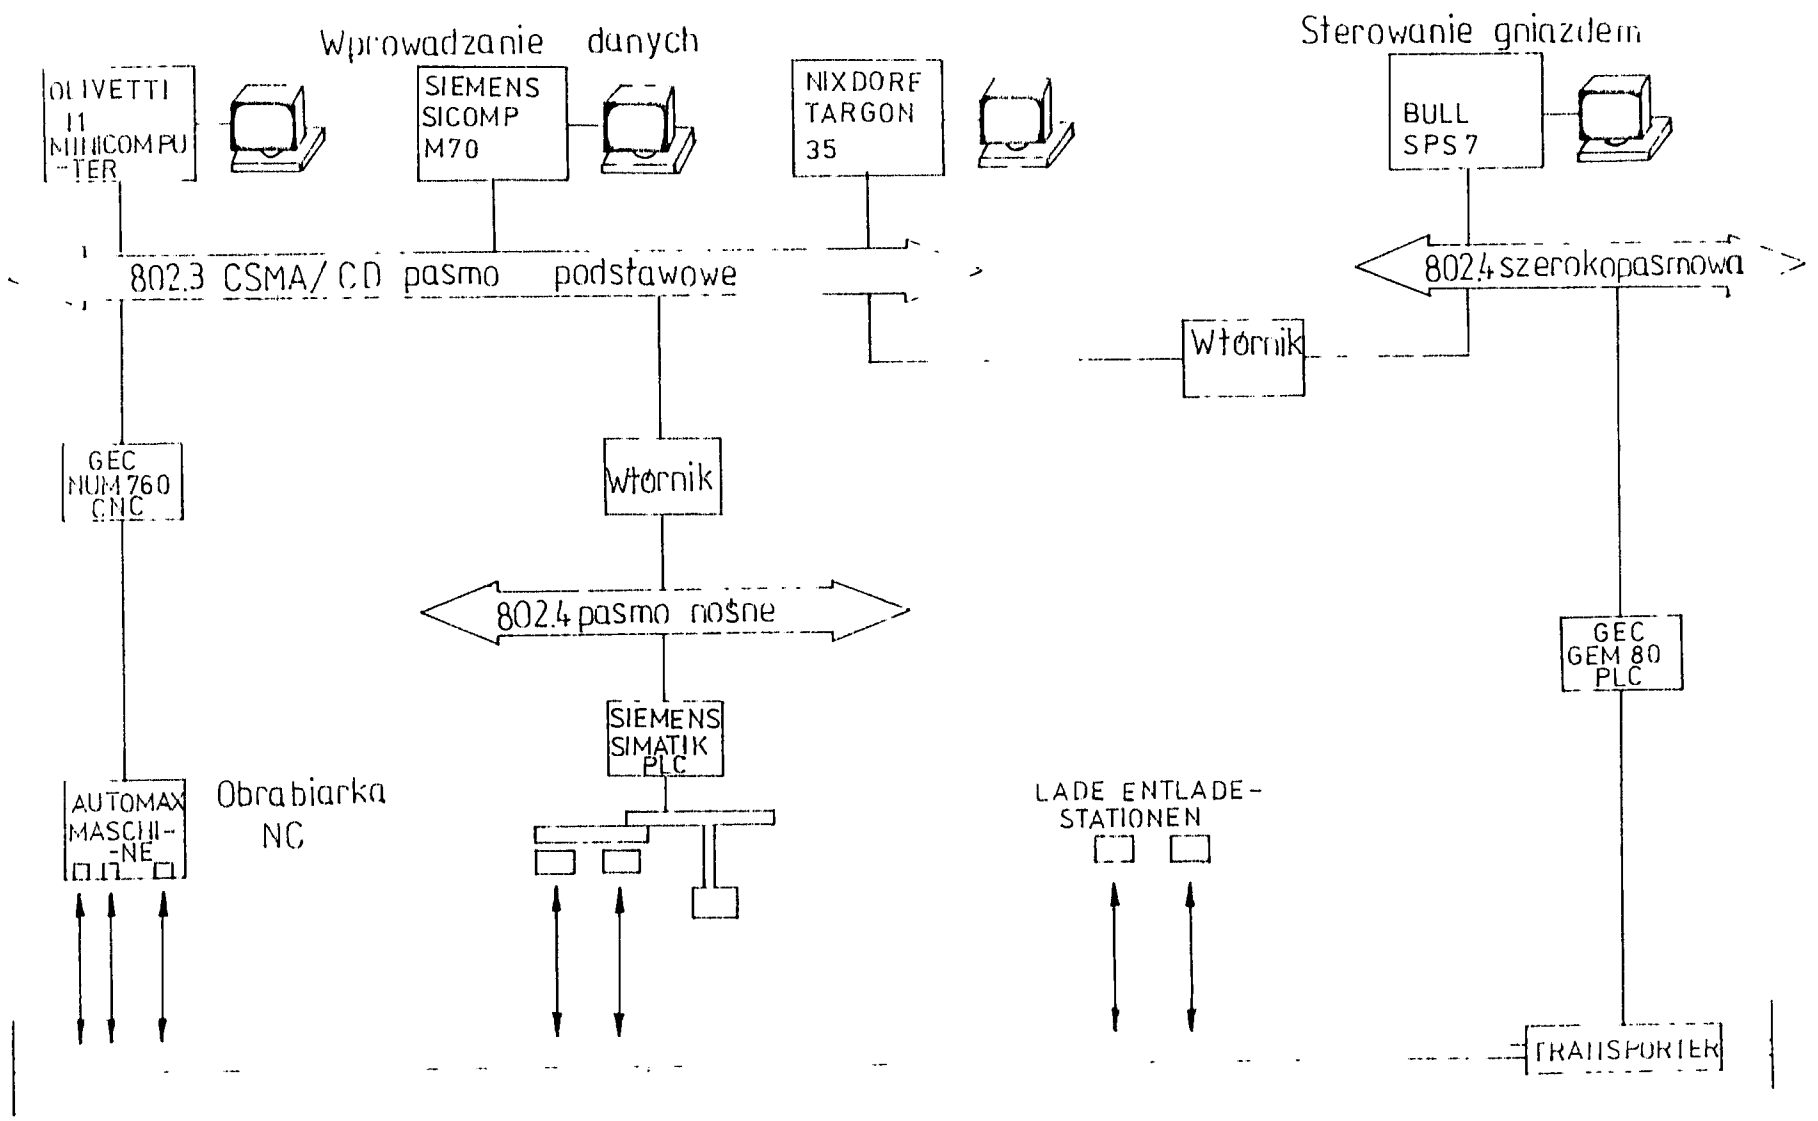 Wprowadzanie danych
Sterowanie gniazdem
OLIVETTI
11
MINICOMPU
-TER
SIEMENS
SICOMP
M70
NIXDORF
TARGON
35
BULL
SPS7
802.3 CSMA/CD pasmo podstawowe
802.4 szerokopasmowa
Wtórnik
GEC
NUM 760
CNC
Wtórnik
802.4 pasmo nośne
GEC
GEM 80
PLC
SIEMENS
SIMATIK
PLC
AUTOMAX
MASCHI-
-NE
Obrabiarka
NC
LADE ENTLADE-
STATIONEN
TRANSPORTER